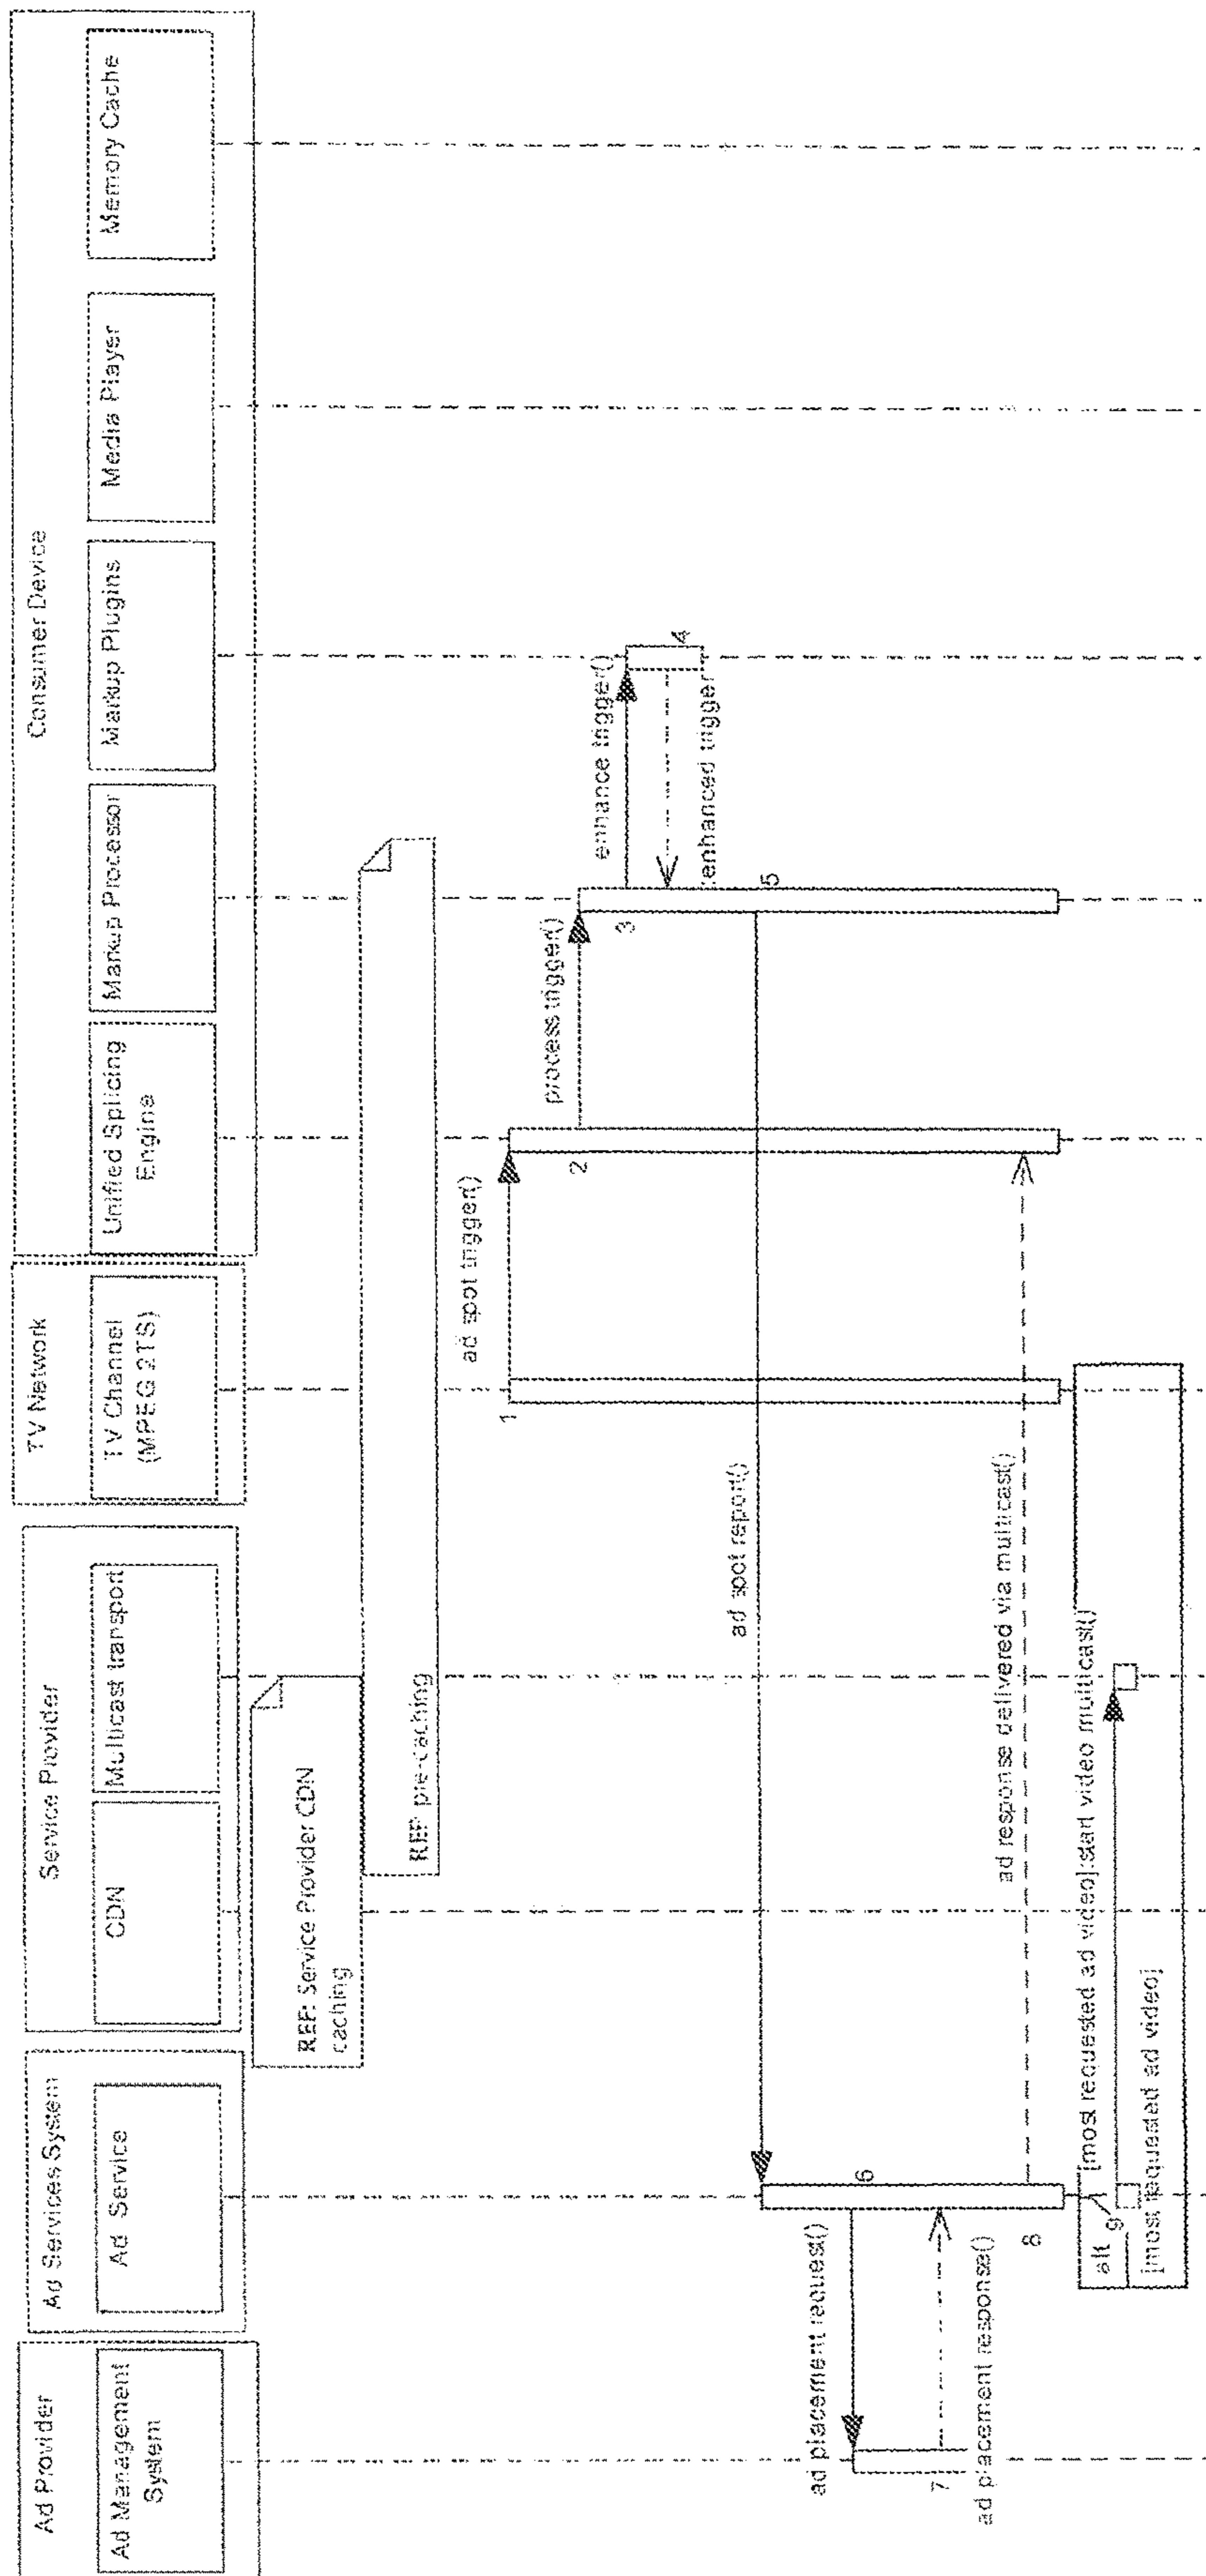 Ad Provider
Ad Management
System
Ad Services System
Ad Service
Service Provider
CDN
Multicast transport
TV Network
TV Channel
(MPEG 2TS)
Consumer Device
Unified Splicing
Engine
Markup Processor
Markup Plugins
Media Player
Memory Cache
REF: Service Provider CDN
caching
REF: pre-caching
ad spot trigger()
1
process trigger()
2
enhance trigger()
3
4
:enhanced trigger
ad spot report()
5
ad placement request()
6
7
ad placement response()
ad response delivered via multicast()
8
alt
[most requested ad video]:start video multicast()
9
[most requested ad video]